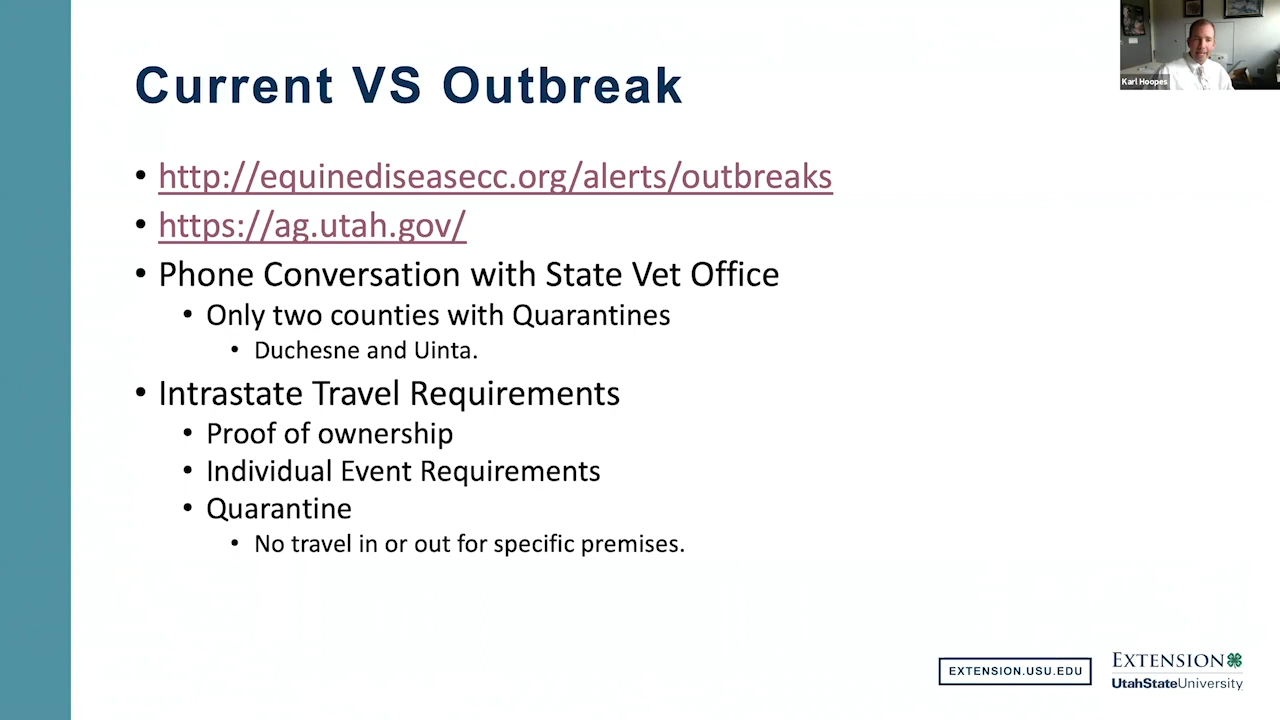 Current VS Outbreak
Karl Hoopes
• http://equinediseasecc.org/alerts/outbreaks
• https://ag.utah.gov/
• Phone Conversation with State Vet Office
• Only two counties with Quarantines
• Duchesne and Uinta.
• Intrastate Travel Requirements
• Proof of ownership
• Individual Event Requirements
• Quarantine
• No travel in or out for specific premises.
EXTENSION.USU.EDU
EXTENSION
UtahStateUniversity